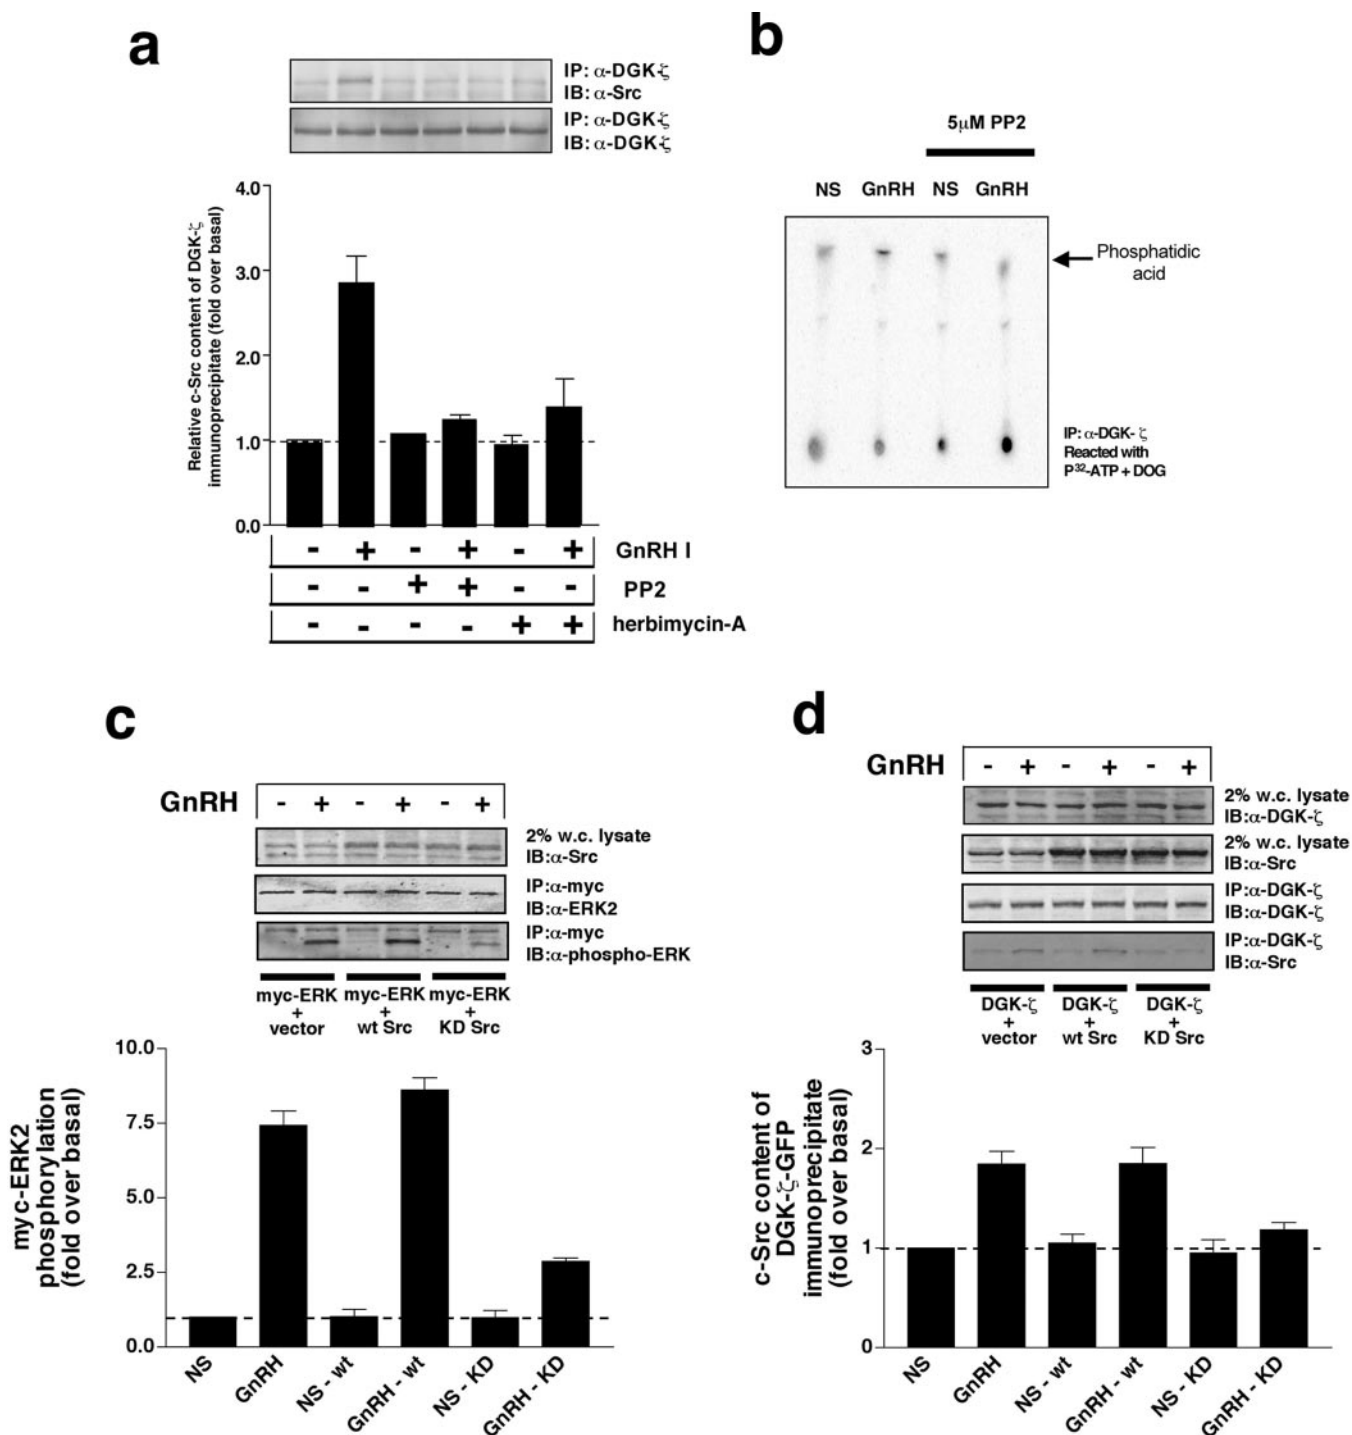 a
IP: α-DGK-ζ
IB: α-Src
IP: α-DGK-ζ
IB: α-DGK-ζ
Relative c-Src content of DGK-ζ
immunoprecipitate (fold over basal)
4.0
3.0
2.0
1.0
0.0
- + - + - + GnRH I
- - + + - - PP2
- - - - + + herbimycin-A
b
5μM PP2
NS GnRH NS GnRH
Phosphatidic
acid
IP: α-DGK- ζ
Reacted with
P³²-ATP + DOG
c
GnRH - + - + - +
2% w.c. lysate
IB:α-Src
IP:α-myc
IB:α-ERK2
IP:α-myc
IB:α-phospho-ERK
myc-ERK myc-ERK myc-ERK
+ + +
vector wt Src KD Src
myc-ERK2
phosphorylation
(fold over basal)
10.0
7.5
5.0
2.5
0.0
NS
GnRH
NS - wt
GnRH - wt
NS - KD
GnRH - KD
d
GnRH - + - + - +
2% w.c. lysate
IB:α-DGK-ζ
2% w.c. lysate
IB:α-Src
IP:α-DGK-ζ
IB:α-DGK-ζ
IP:α-DGK-ζ
IB:α-Src
DGK-ζ DGK-ζ DGK-ζ
+ + +
vector wt Src KD Src
c-Src content of
DGK-ζ-GFP
immunoprecipitate
(fold over basal)
3
2
1
0
NS
GnRH
NS - wt
GnRH - wt
NS - KD
GnRH - KD